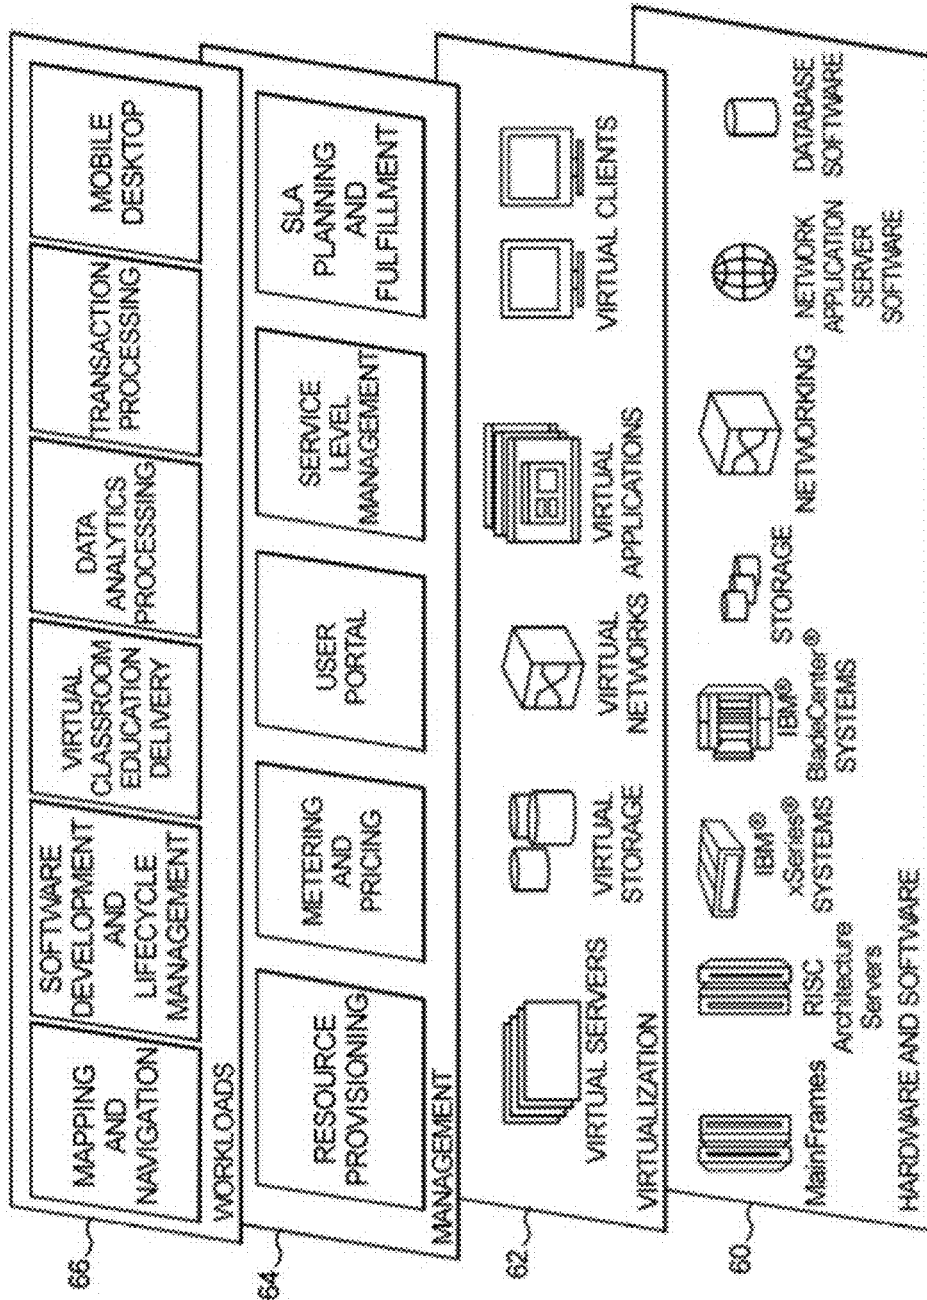 66
MAPPING
AND
NAVIGATION
SOFTWARE
DEVELOPMENT
AND
LIFECYCLE
MANAGEMENT
VIRTUAL
CLASSROOM
EDUCATION
DELIVERY
DATA
ANALYTICS
PROCESSING
TRANSACTION
PROCESSING
MOBILE
DESKTOP
WORKLOADS
64
RESOURCE
PROVISIONING
METERING
AND
PRICING
USER
PORTAL
SERVICE
LEVEL
MANAGEMENT
SLA
PLANNING
AND
FULFILLMENT
MANAGEMENT
62
VIRTUAL SERVERS
VIRTUAL
STORAGE
VIRTUAL
NETWORKS
VIRTUAL
APPLICATIONS
VIRTUAL CLIENTS
VIRTUALIZATION
60
MainFrames
RISC
Architecture
Servers
IBM®
xSeries®
SYSTEMS
IBM®
BladeCenter®
SYSTEMS
STORAGE
NETWORKING
NETWORK
APPLICATION
SERVER
SOFTWARE
DATABASE
SOFTWARE
HARDWARE AND SOFTWARE